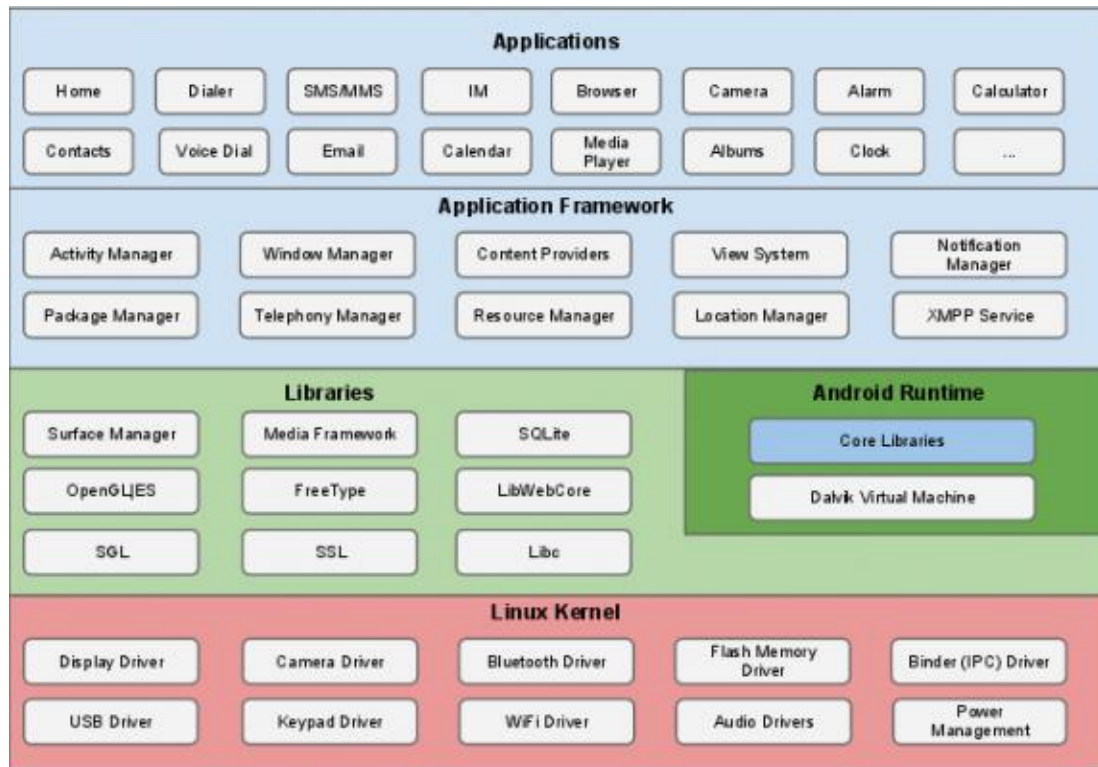 Applications
Home
Dialer
SMS/MMS
IM
Browser
Camera
Alarm
Calculator
Contacts
Voice Dial
Email
Calendar
Media
Player
Albums
Clock
...
Application Framework
Activity Manager
Window Manager
Content Providers
View System
Notification
Manager
Package Manager
Telephony Manager
Resource Manager
Location Manager
XMPP Service
Libraries
Android Runtime
Surface Manager
Media Framework
SQLite
Core Libraries
OpenGL|ES
FreeType
LibWebCore
Dalvik Virtual Machine
SGL
SSL
Libc
Linux Kernel
Display Driver
Camera Driver
Bluetooth Driver
Flash Memory
Driver
Binder (IPC) Driver
USB Driver
Keypad Driver
WiFi Driver
Audio Drivers
Power
Management